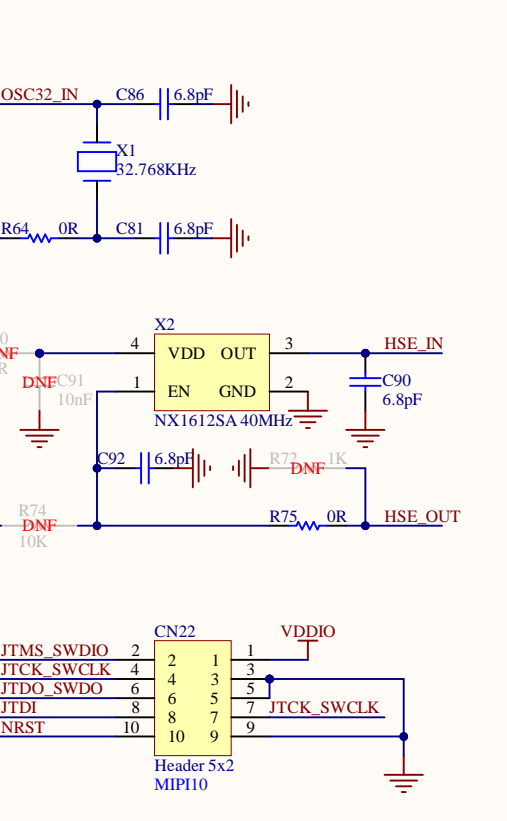 OSC32_IN
C86 6.8pF
X1
32.768KHz
R64 0R C81 6.8pF
X2
4 VDD OUT 3 HSE_IN
DNF C91
10nF
1 EN GND 2
C90
6.8pF
NX1612SA 40MHz
C92 6.8pF R72 DNF 1K
R74
DNF
10K
R75 0R HSE_OUT
CN22 VDDIO
JTMS_SWDIO 2 2 1 1
JTCK_SWCLK 4 4 3 3
JTDO_SWDO 6 6 5 5
JTDI 8 8 7 7 JTCK_SWCLK
NRST 10 10 9 9
Header 5x2
MIPI10